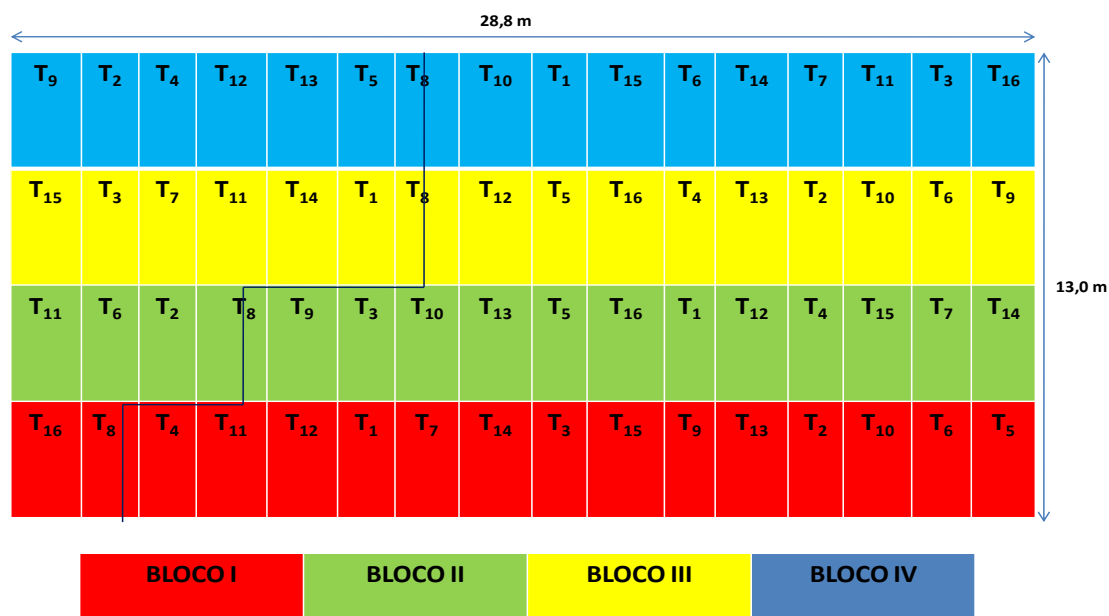 28,8 m
T9 T2 T4 T12 T13 T5 T8 T10 T1 T15 T6 T14 T7 T11 T3 T16
T15 T3 T7 T11 T14 T1 T8 T12 T5 T16 T4 T13 T2 T10 T6 T9
13,0 m
T11 T6 T2 T8 T9 T3 T10 T13 T5 T16 T1 T12 T4 T15 T7 T14
T16 T8 T4 T11 T12 T1 T7 T14 T3 T15 T9 T13 T2 T10 T6 T5
BLOCO I BLOCO II BLOCO III BLOCO IV